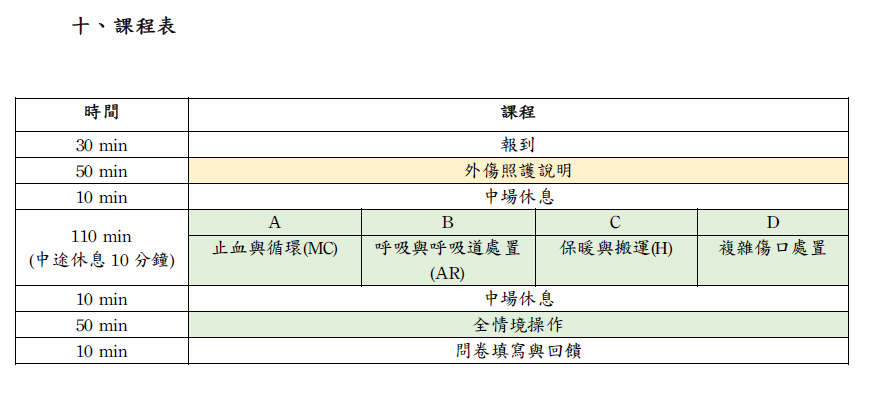 十、課程表
時間 課程
30 min 報到
50 min 外傷照護說明
10 min 中場休息
110 min
(中途休息 10 分鐘)
A B C D
止血與循環(MC) 呼吸與呼吸道處置 保暖與搬運(H) 複雜傷口處置
(AR)
10 min 中場休息
50 min 全情境操作
10 min 問卷填寫與回饋